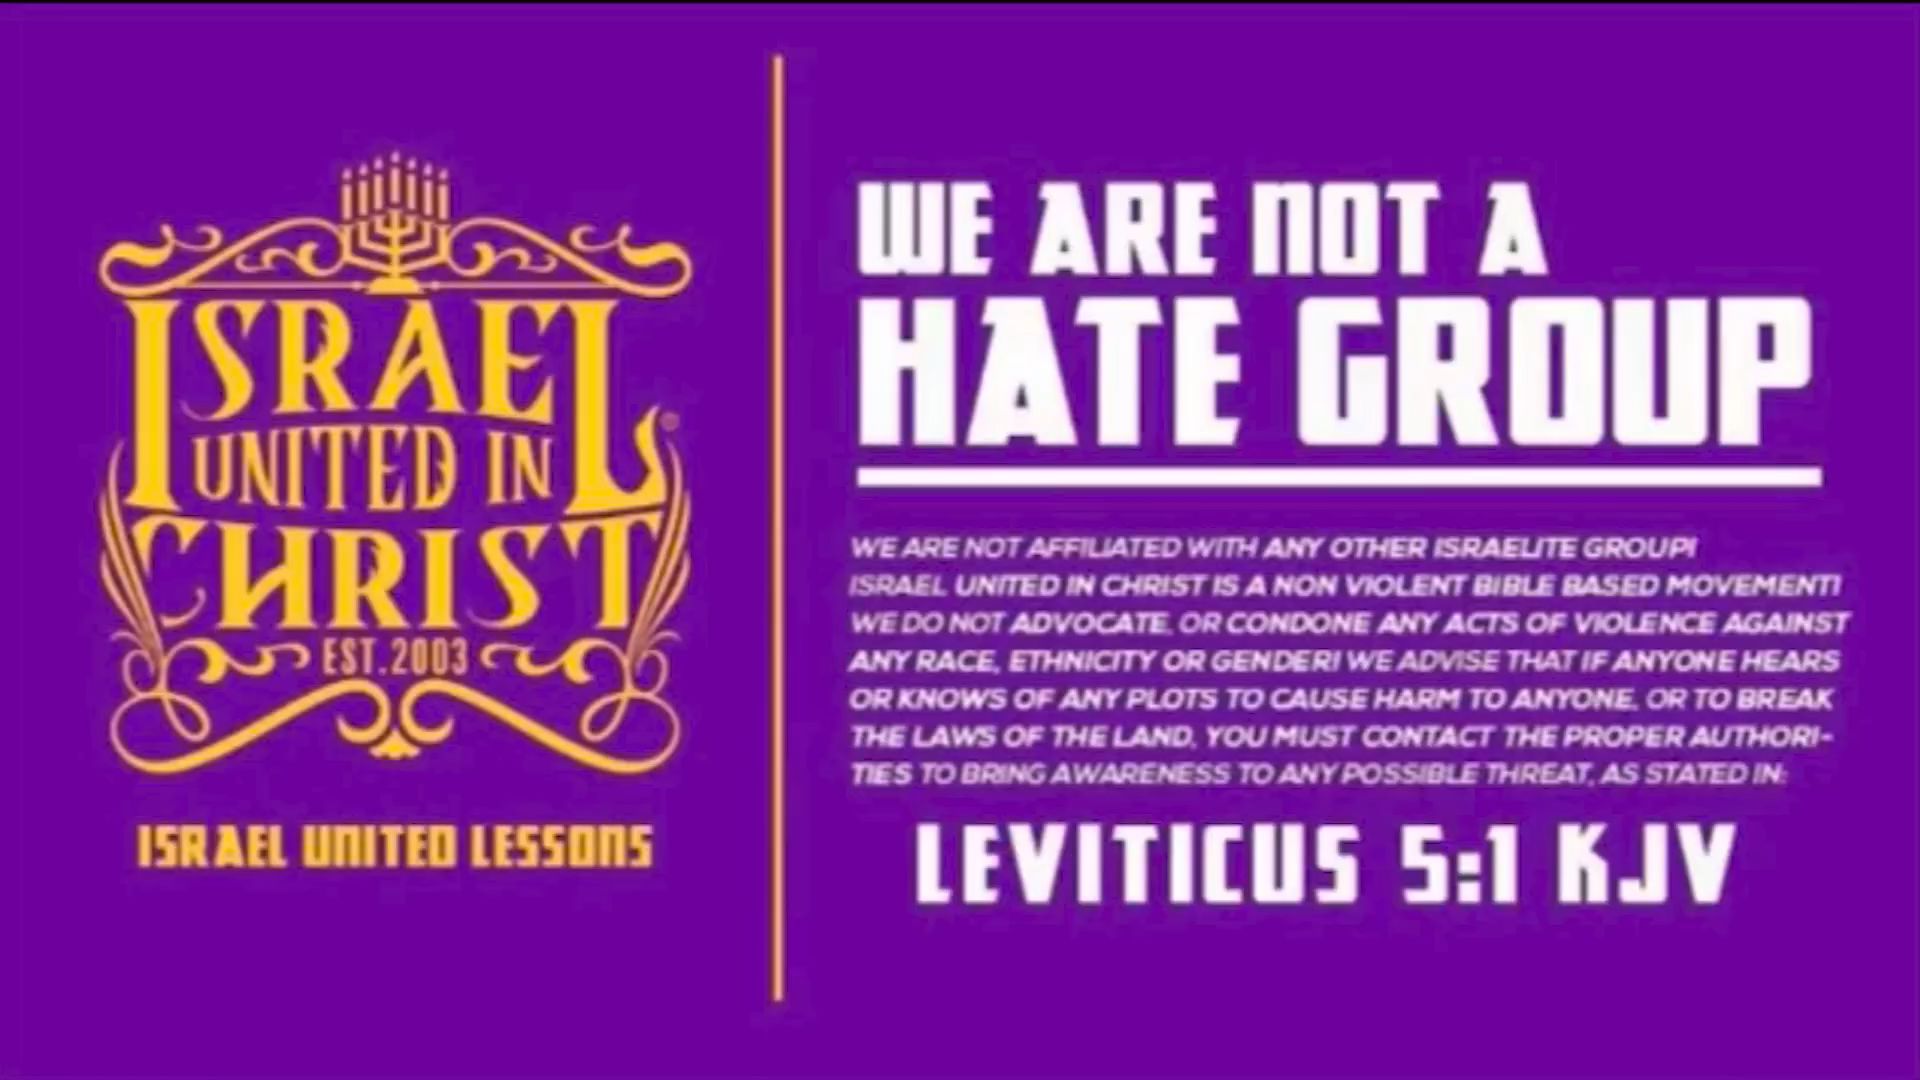 ISRAEL
UNITED IN
CHRIST
EST. 2003
ISRAEL UNITED LESSONS
WE ARE NOT A
HATE GROUP
WE ARE NOT AFFILIATED WITH ANY OTHER ISRAELITE GROUP!
ISRAEL UNITED IN CHRIST IS A NON VIOLENT BIBLE BASED MOVEMENT!
WE DO NOT ADVOCATE, OR CONDONE ANY ACTS OF VIOLENCE AGAINST
ANY RACE, ETHNICITY OR GENDER! WE ADVISE THAT IF ANYONE HEARS
OR KNOWS OF ANY PLOTS TO CAUSE HARM TO ANYONE, OR TO BREAK
THE LAWS OF THE LAND, YOU MUST CONTACT THE PROPER AUTHORI-
TIES TO BRING AWARENESS TO ANY POSSIBLE THREAT, AS STATED IN:
LEVITICUS 5:1 KJV